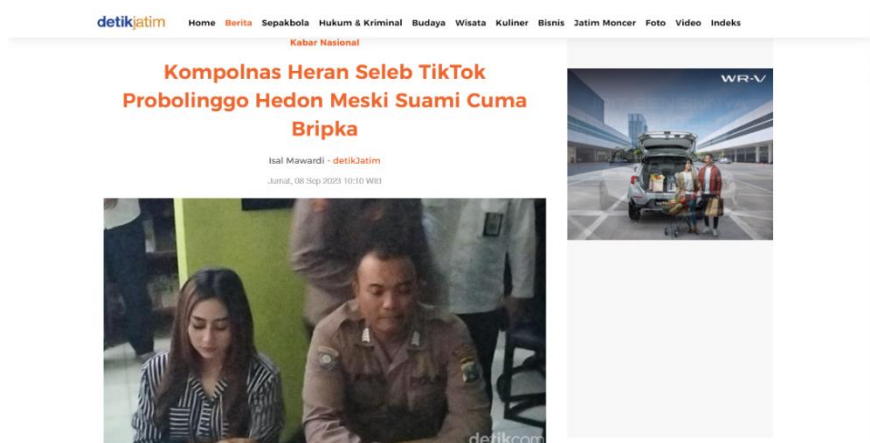 detikjatim
Home Berita Sepakbola Hukum & Kriminal Budaya Wisata Kuliner Bisnis Jatim Moncer Foto Video Indeks
Kabar Nasional
Kompolnas Heran Seleb TikTok
Probolinggo Hedon Meski Suami Cuma
Bripka
Isal Mawardi - detikJatim
Jumat, 08 Sep 2023 10:10 WIB
WR-V
detikcom